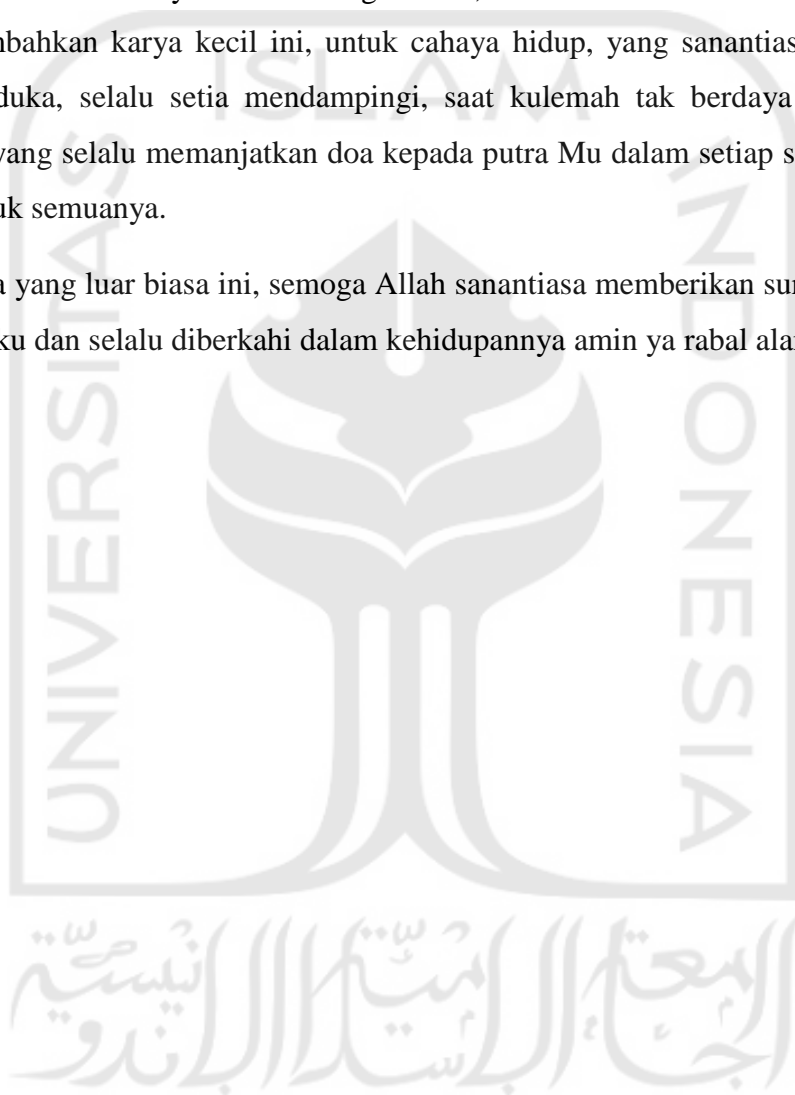 mbahkan karya kecil ini, untuk cahaya hidup, yang sanantias
duka, selalu setia mendampingi, saat kulemah tak berdaya
yang selalu memanjatkan doa kepada putra Mu dalam setiap s
uk semuanya.
a yang luar biasa ini, semoga Allah sanantiasa memberikan sur
ku dan selalu diberkahi dalam kehidupannya amin ya rabal alar
ISLAM
UNIVERSITAS
INDONESIA